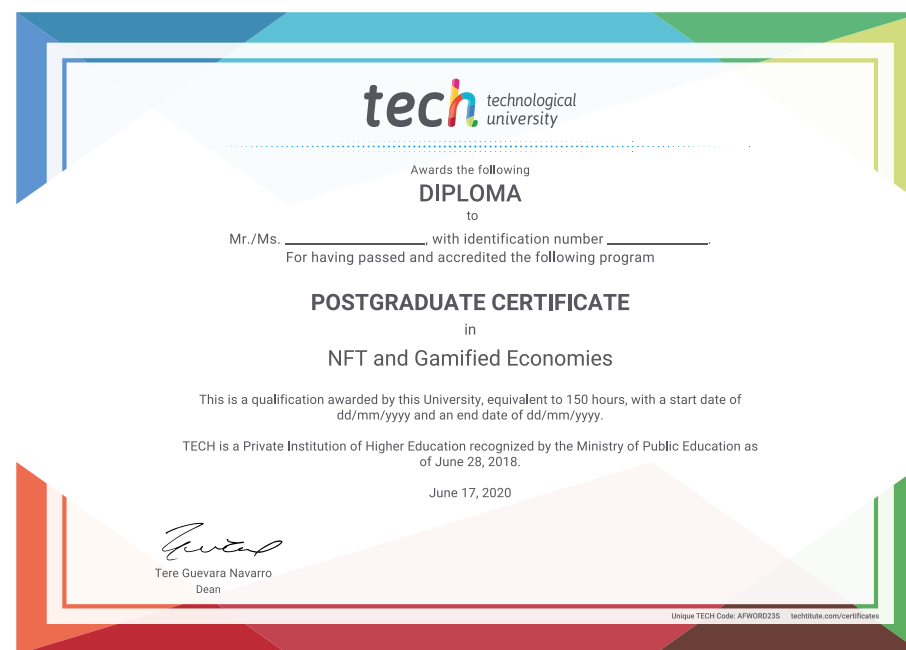 tech technological
university
Awards the following
DIPLOMA
to
Mr./Ms. ____________, with identification number ____________.
For having passed and accredited the following program
POSTGRADUATE CERTIFICATE
in
NFT and Gamified Economies
This is a qualification awarded by this University, equivalent to 150 hours, with a start date of
dd/mm/yyyy and an end date of dd/mm/yyyy.
TECH is a Private Institution of Higher Education recognized by the Ministry of Public Education as
of June 28, 2018.
June 17, 2020
Tere Guevara Navarro
Dean
Unique TECH Code: AFWORD23S techtitute.com/certificates